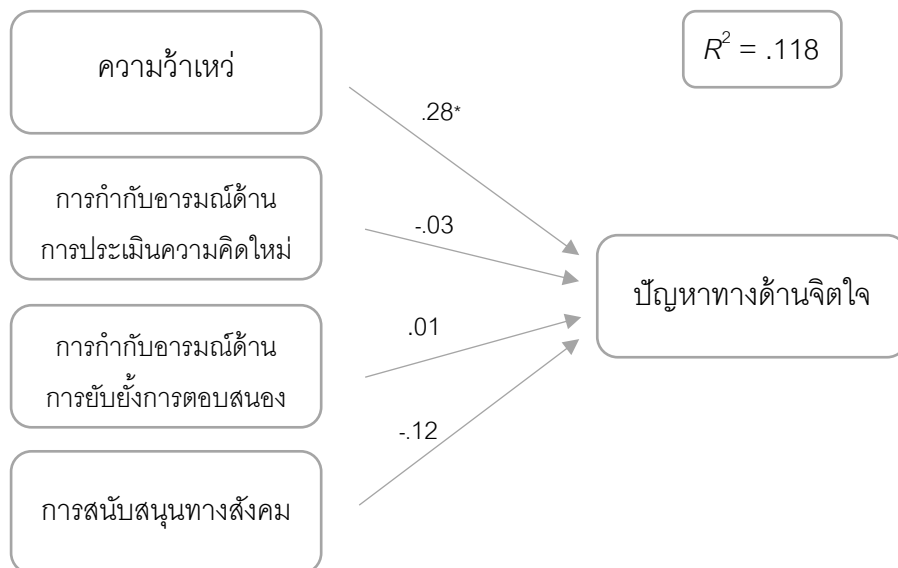 ความว้าเหว่
R² = .118
.28*
การกำกับอารมณ์ด้าน
การประเมินความคิดใหม่
-.03
ปัญหาทางด้านจิตใจ
การกำกับอารมณ์ด้าน
การยับยั้งการตอบสนอง
.01
-.12
การสนับสนุนทางสังคม